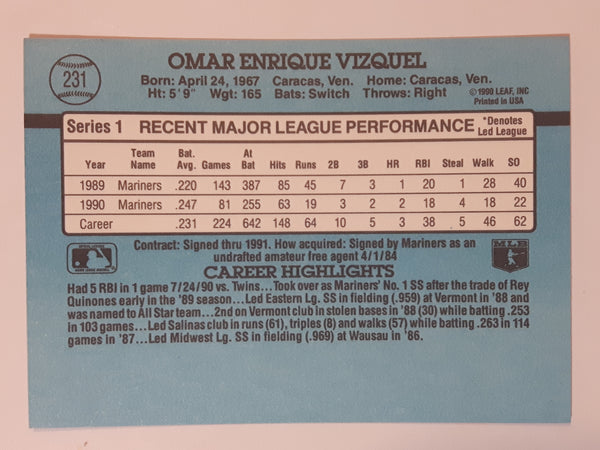 231
OMAR ENRIQUE VIZQUEL
Born: April 24, 1967 Caracas, Ven. Home: Caracas, Ven.
Ht: 5'9" Wgt: 165 Bats: Switch Throws: Right
©1990 LEAF, INC
Printed in USA
Series 1 RECENT MAJOR LEAGUE PERFORMANCE *Denotes Led League
Year Team Name Bat. Avg. Games At Bat Hits Runs 2B 3B HR RBI Steal Walk SO
1989 Mariners .220 143 387 85 45 7 3 1 20 1 28 40
1990 Mariners .247 81 255 63 19 3 2 2 18 4 18 22
Career .231 224 642 148 64 10 5 3 38 5 46 62
Contract: Signed thru 1991. How acquired: Signed by Mariners as an
undrafted amateur free agent 4/1/84
MLB
CAREER HIGHLIGHTS
Had 5 RBI in 1 game 7/24/90 vs. Twins...Took over as Mariners' No. 1 SS after the trade of Rey
Quinones early in the '89 season...Led Eastern Lg. SS in fielding (.959) at Vermont in '88 and
was named to All Star team...2nd on Vermont club in stolen bases in '88 (30) while batting .253
in 103 games...Led Salinas club in runs (61), triples (8) and walks (57) while batting .263 in 114
games in '87...Led Midwest Lg. SS in fielding (.969) at Wausau in '86.